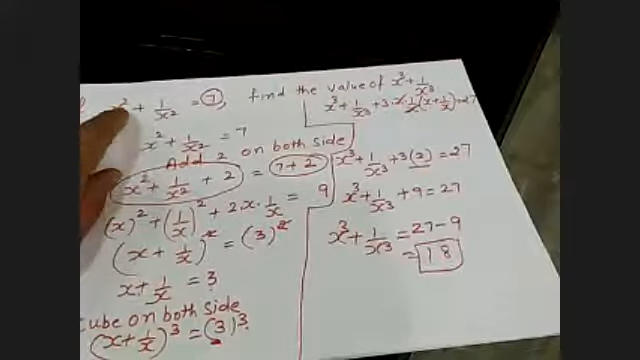 x² + 1/x² = 7, find the value of x³ + 1/x³
x² + 1/x² = 7
Add 2 on both side
x² + 1/x² + 2 = 7 + 2
(x)² + (1/x)² + 2.x.1/x = 9
(x + 1/x)² = (3)²
x + 1/x = 3
cube on both side
(x + 1/x)³ = (3)³
x³ + 1/x³ + 3.x.1/x (x + 1/x) = 27
x³ + 1/x³ + 3(2) = 27
x³ + 1/x³ + 9 = 27
x³ + 1/x³ = 27 - 9
= 18